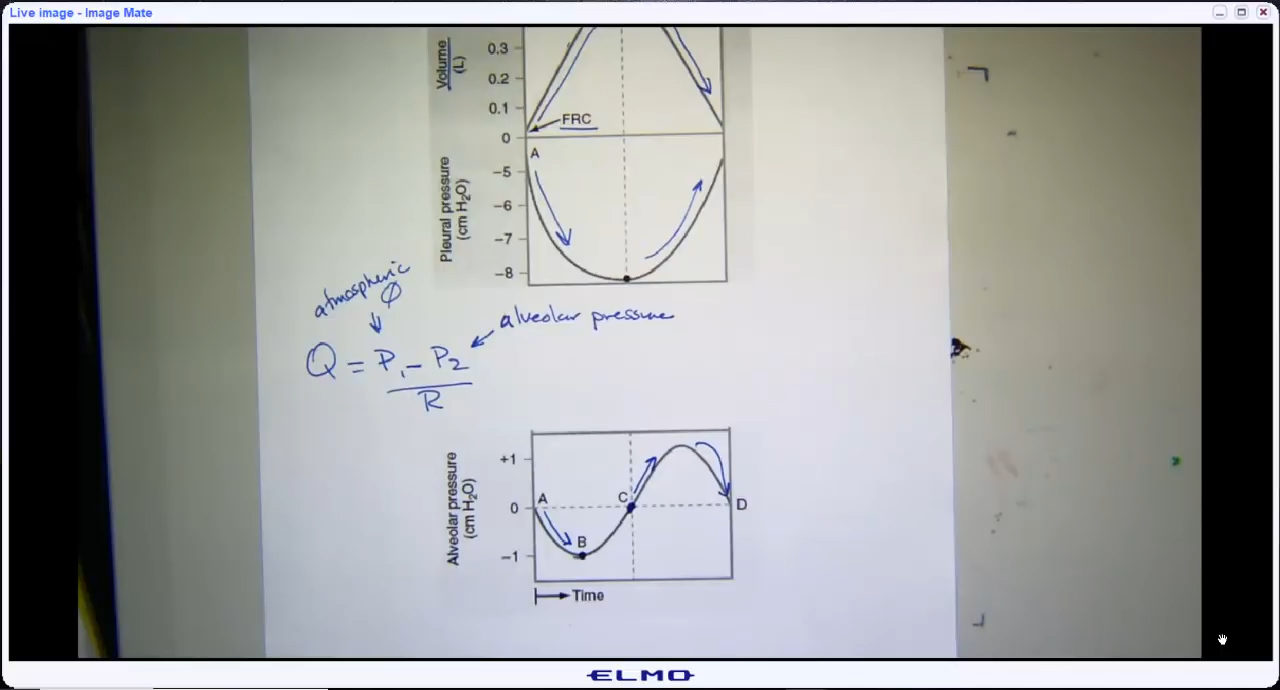 Live image - Image Mate
Volume
(L)
0.3
0.2
0.1
0
FRC
A
Pleural pressure
(cm H₂O)
−5
−6
−7
−8
atmospheric
∅
alveolar pressure
Q = P₁ − P₂
R
Alveolar pressure
(cm H₂O)
+1
0
−1
A
B
C
D
Time
ELMO